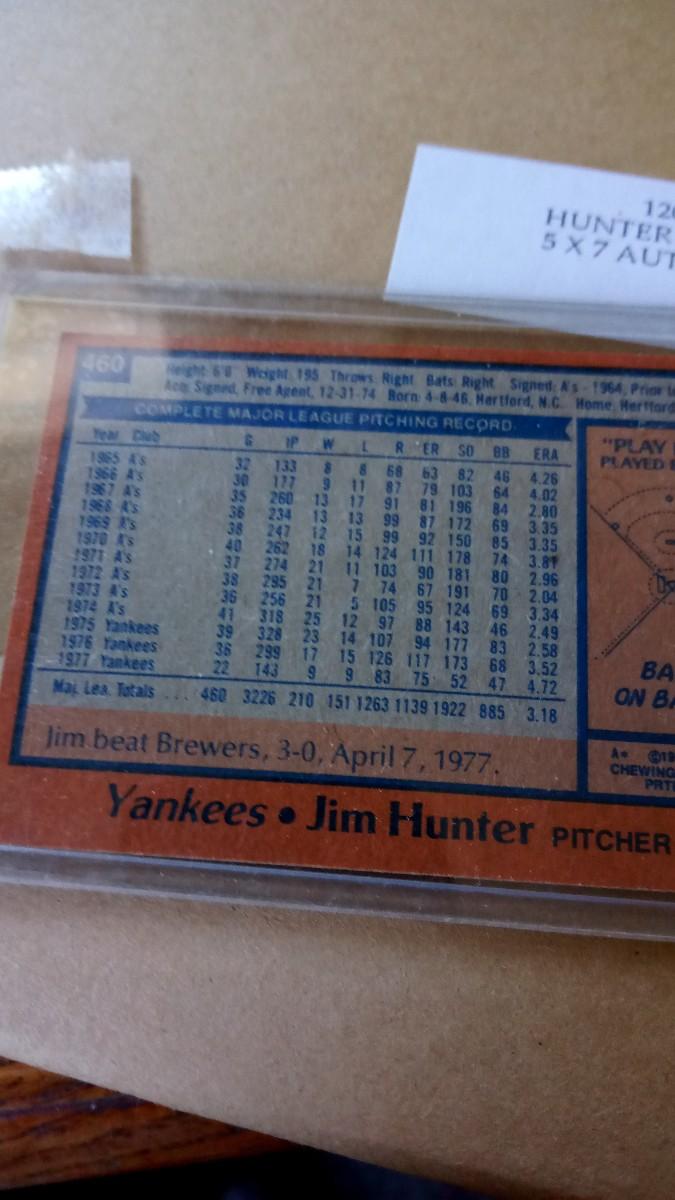 120
HUNTER
5 X 7 AUT
460
Height: 6'0 Weight: 195 Throws: Right Bats: Right Signed: A's - 1964, Prior
Acq: Signed, Free Agent, 12-31-74 Born: 4-8-46, Hertford, N.C. Home: Hertford
COMPLETE MAJOR LEAGUE PITCHING RECORD
Year Club G IP W L R ER SO BB ERA
1965 A's 32 133 8 8 68 63 82 46 4.26
1966 A's 30 177 9 11 87 79 103 64 4.02
1967 A's 35 260 13 17 91 81 196 84 2.80
1968 A's 36 234 13 13 99 87 172 69 3.35
1969 A's 38 247 12 15 99 92 150 85 3.35
1970 A's 40 262 18 14 124 111 178 74 3.81
1971 A's 37 274 21 11 103 90 181 80 2.96
1972 A's 38 295 21 7 74 67 191 70 2.04
1973 A's 36 256 21 5 105 95 124 69 3.34
1974 A's 41 318 25 12 97 88 143 46 2.49
1975 Yankees 39 328 23 14 107 94 177 83 2.58
1976 Yankees 36 299 17 15 126 117 173 68 3.52
1977 Yankees 22 143 9 9 83 75 52 47 4.72
Maj. Lea. Totals ... 460 3226 210 151 1263 1139 1922 885 3.18
Jim beat Brewers, 3-0, April 7, 1977.
Yankees • Jim Hunter PITCHER
"PLAY
PLAYED
BA
ON BA
A* ©19
CHEWING
PRT